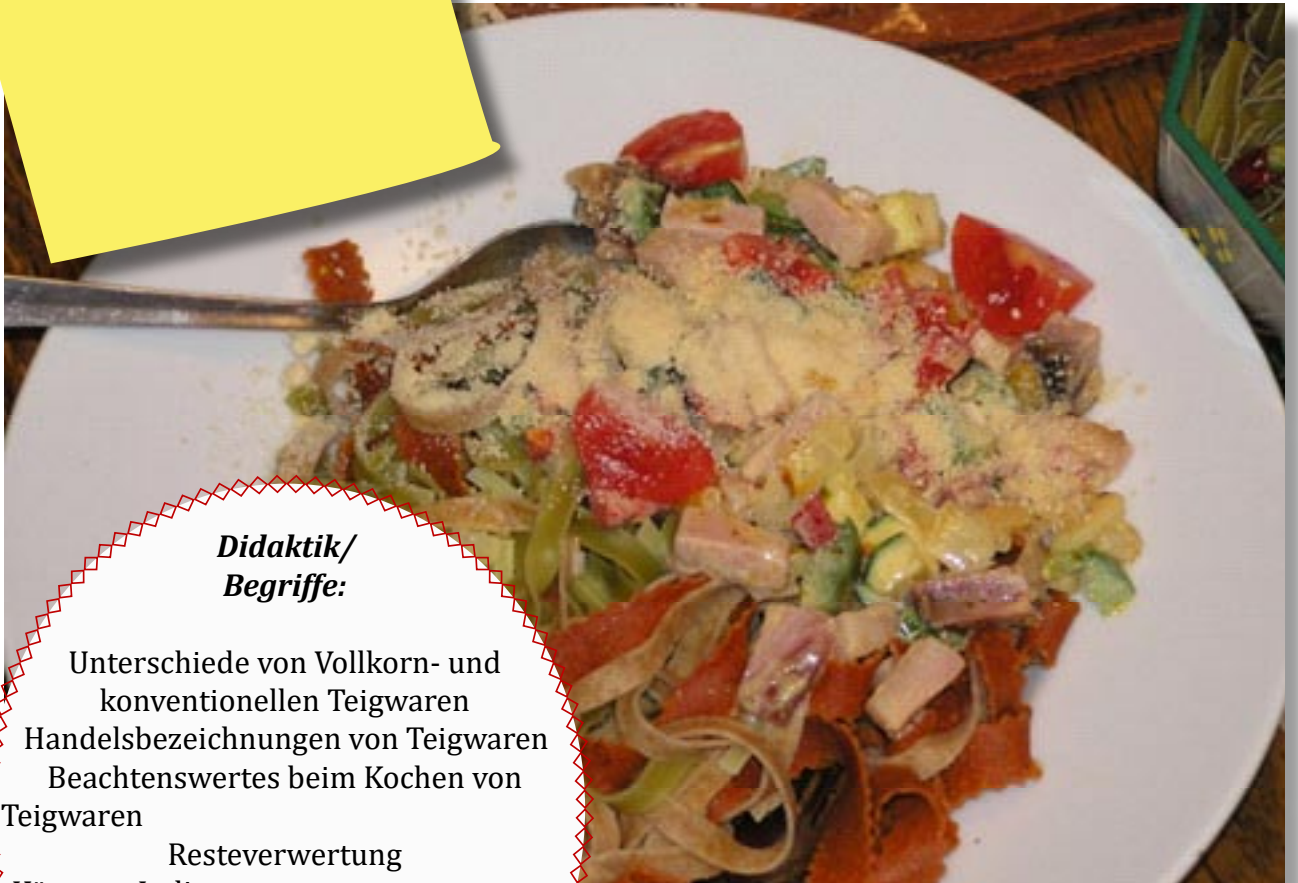 Didaktik/
Begriffe:
Unterschiede von Vollkorn- und
konventionellen Teigwaren
Handelsbezeichnungen von Teigwaren
Beachtenswertes beim Kochen von
Teigwaren
Resteverwertung